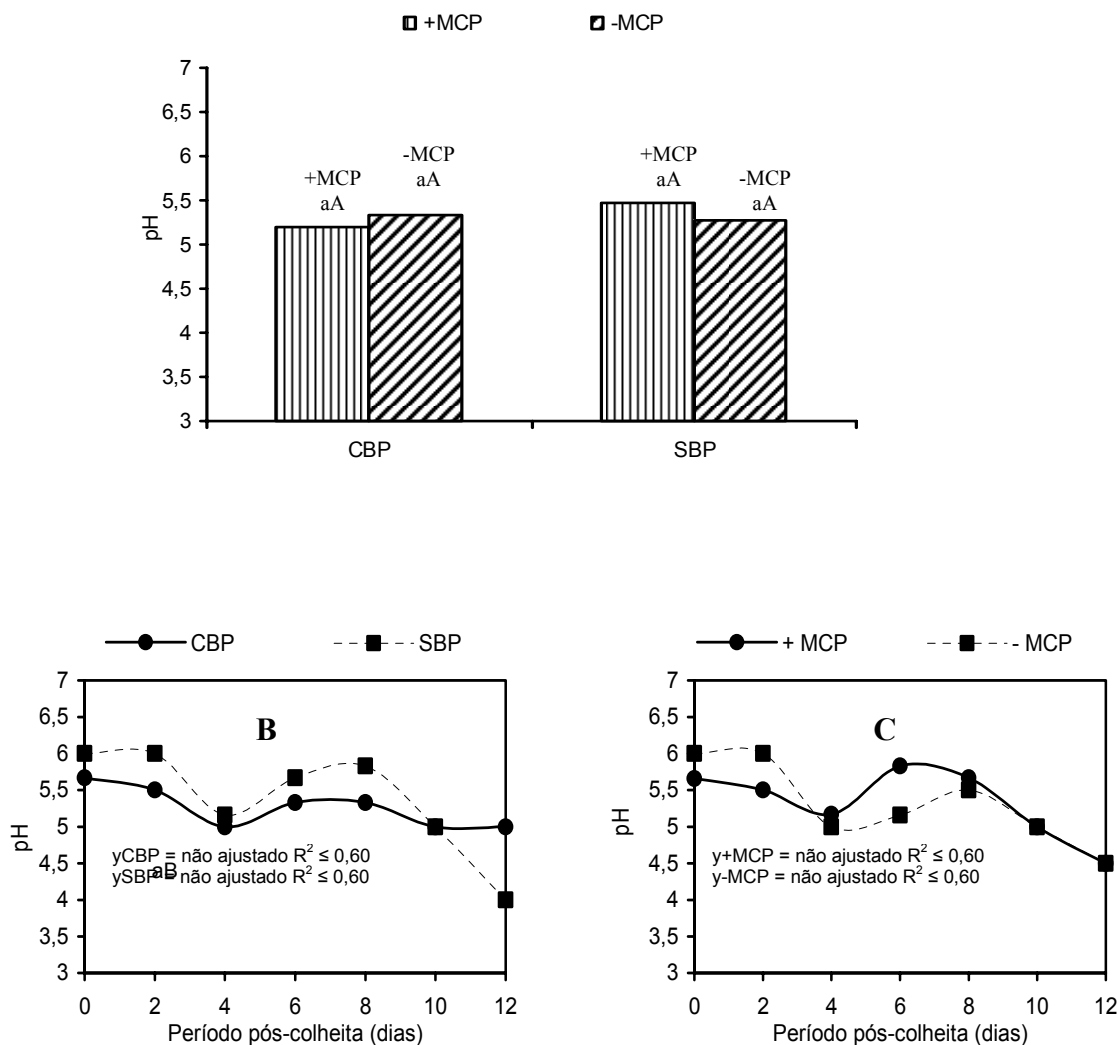 +MCP -MCP
7
6,5
6
5,5
5
4,5
4
3,5
3
pH
+MCP
aA
-MCP
aA
+MCP
aA
-MCP
aA
CBP SBP
CBP SBP
7
6,5
6
5,5
5
4,5
4
3,5
3
pH
B
yCBP = não ajustado R² ≤ 0,60
aB
ySBP = não ajustado R² ≤ 0,60
0 2 4 6 8 10 12
Período pós-colheita (dias)
+ MCP - MCP
7
6,5
6
5,5
5
4,5
4
3,5
3
pH
C
y+MCP = não ajustado R² ≤ 0,60
y-MCP = não ajustado R² ≤ 0,60
0 2 4 6 8 10 12
Período pós-colheita (dias)